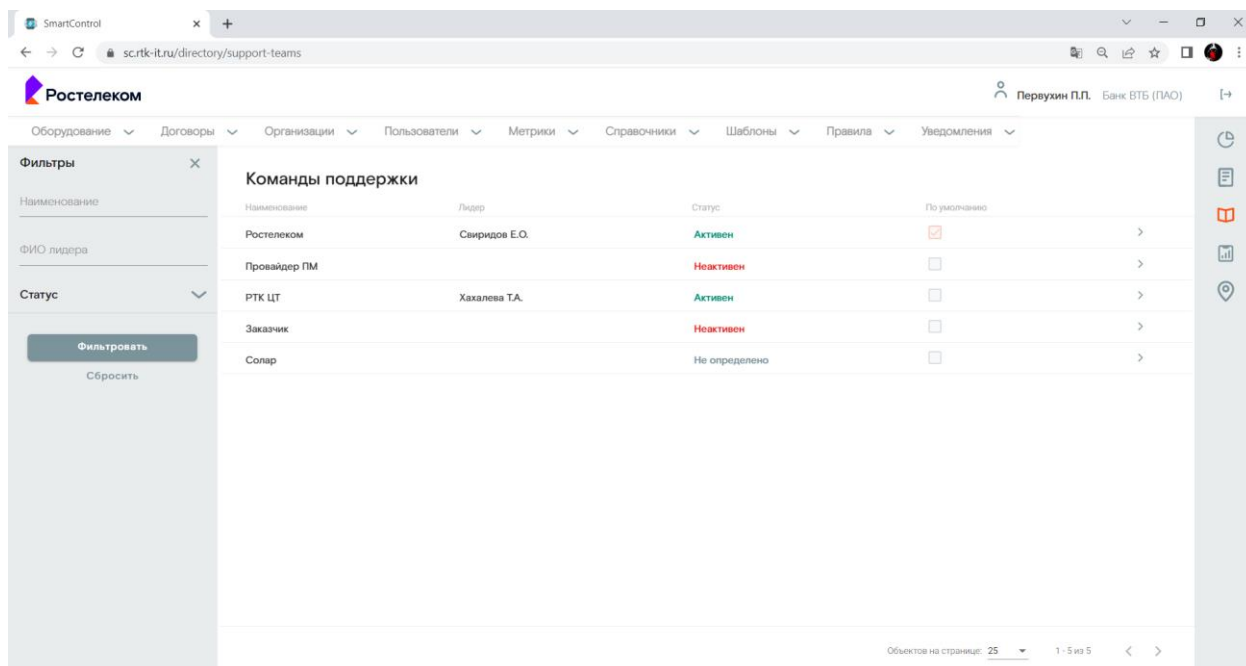 SmartControl
sc.rtk-it.ru/directory/support-teams
Ростелеком
Первухин П.П. Банк ВТБ (ПАО)
Оборудование Договоры Организации Пользователи Метрики Справочники Шаблоны Правила Уведомления
Фильтры
Наименование
ФИО лидера
Статус
Фильтровать
Сбросить
Команды поддержки
Наименование Лидер Статус По умолчанию
Ростелеком Свиридов Е.О. Активен
Провайдер ПМ Неактивен
РТК ЦТ Хахалева Т.А. Активен
Заказчик Неактивен
Солар Не определено
Объектов на странице: 25 1 - 5 из 5